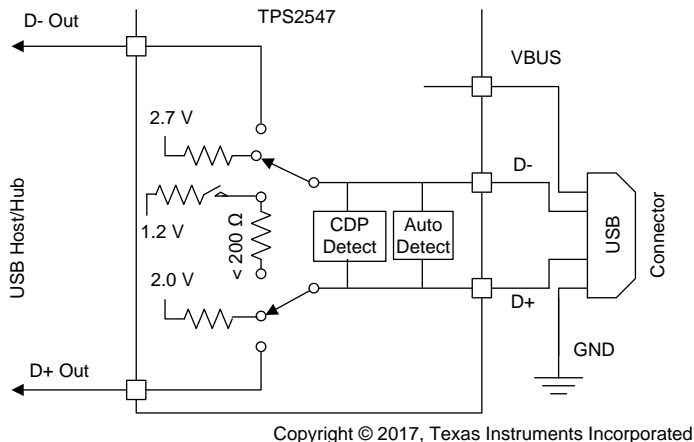 D- Out
TPS2547
VBUS
2.7 V
D-
1.2 V
< 200 Ω
CDP
Detect
Auto
Detect
USB Host/Hub
USB
Connector
2.0 V
D+
GND
D+ Out
Copyright © 2017, Texas Instruments Incorporated